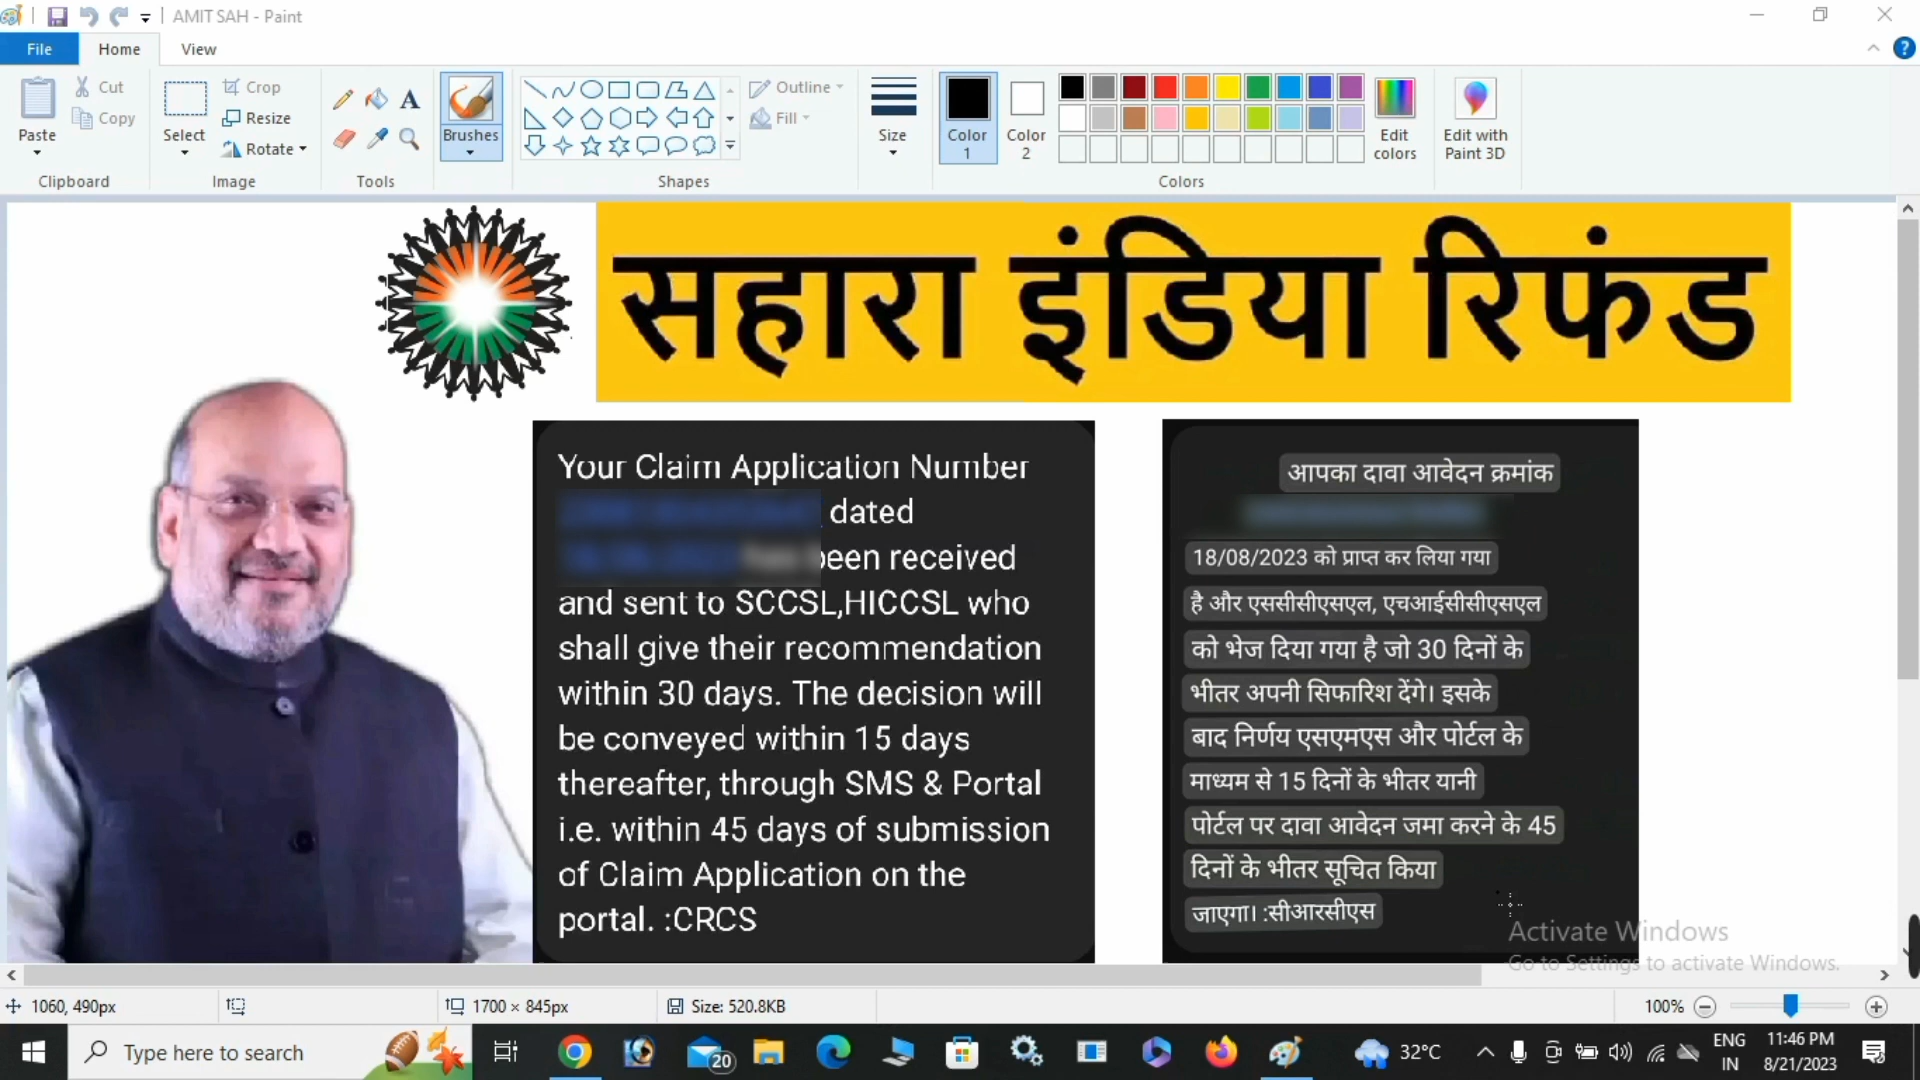 AMIT SAH - Paint
File
Home
View
Paste
Cut
Copy
Clipboard
Select
Crop
Resize
Rotate
Image
Tools
Brushes
Outline
Fill
Shapes
Size
Color 1
Color 2
Edit colors
Edit with Paint 3D
Colors
सहारा इंडिया रिफंड
Your Claim Application Number
dated
been received
and sent to SCCSL,HICCSL who
shall give their recommendation
within 30 days. The decision will
be conveyed within 15 days
thereafter, through SMS & Portal
i.e. within 45 days of submission
of Claim Application on the
portal. :CRCS
आपका दावा आवेदन क्रमांक
18/08/2023 को प्राप्त कर लिया गया
है और एससीसीएसएल, एचआईसीसीएसएल
को भेज दिया गया है जो 30 दिनों के
भीतर अपनी सिफारिश देंगे। इसके
बाद निर्णय एसएमएस और पोर्टल के
माध्यम से 15 दिनों के भीतर यानी
पोर्टल पर दावा आवेदन जमा करने के 45
दिनों के भीतर सूचित किया
जाएगा। :सीआरसीएस
Activate Windows
Go to Settings to activate Windows.
1060, 490px
1700 × 845px
Size: 520.8KB
100%
Type here to search
20
32°C
ENG
IN
11:46 PM
8/21/2023